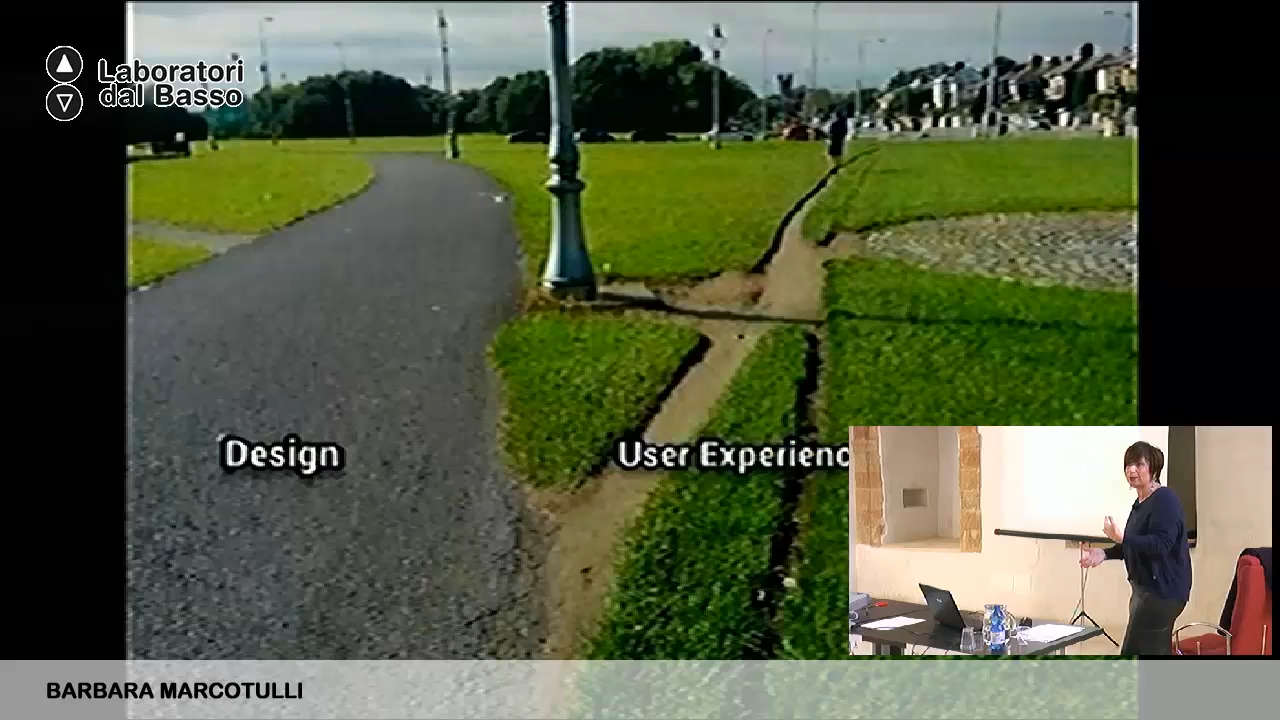 Laboratori
dal Basso
Design
User Experienc
BARBARA MARCOTULLI